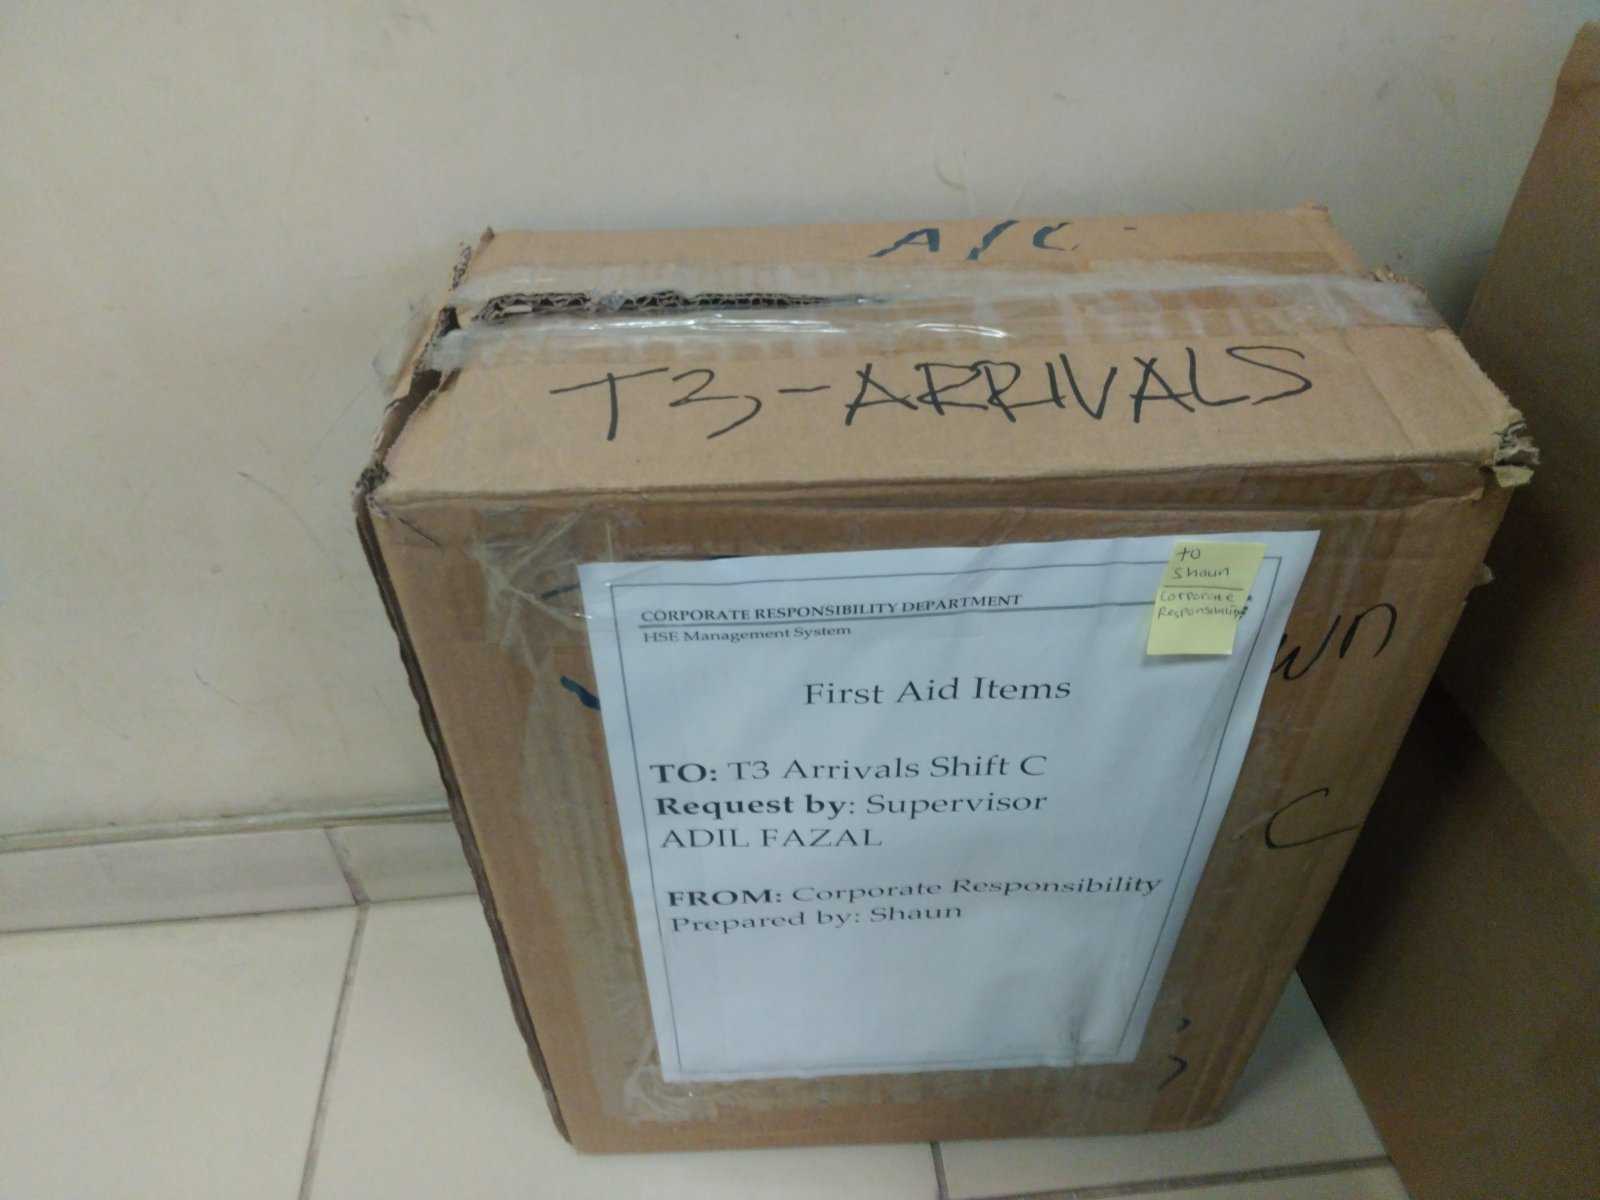 A/C
T3,-ARRIVALS
to
Shaun
Corporate
Responsibility
CORPORATE RESPONSIBILITY DEPARTMENT
HSE Management System
First Aid Items
TO: T3 Arrivals Shift C
Request by: Supervisor
ADIL FAZAL
FROM: Corporate Responsibility
Prepared by: Shaun
wn
C